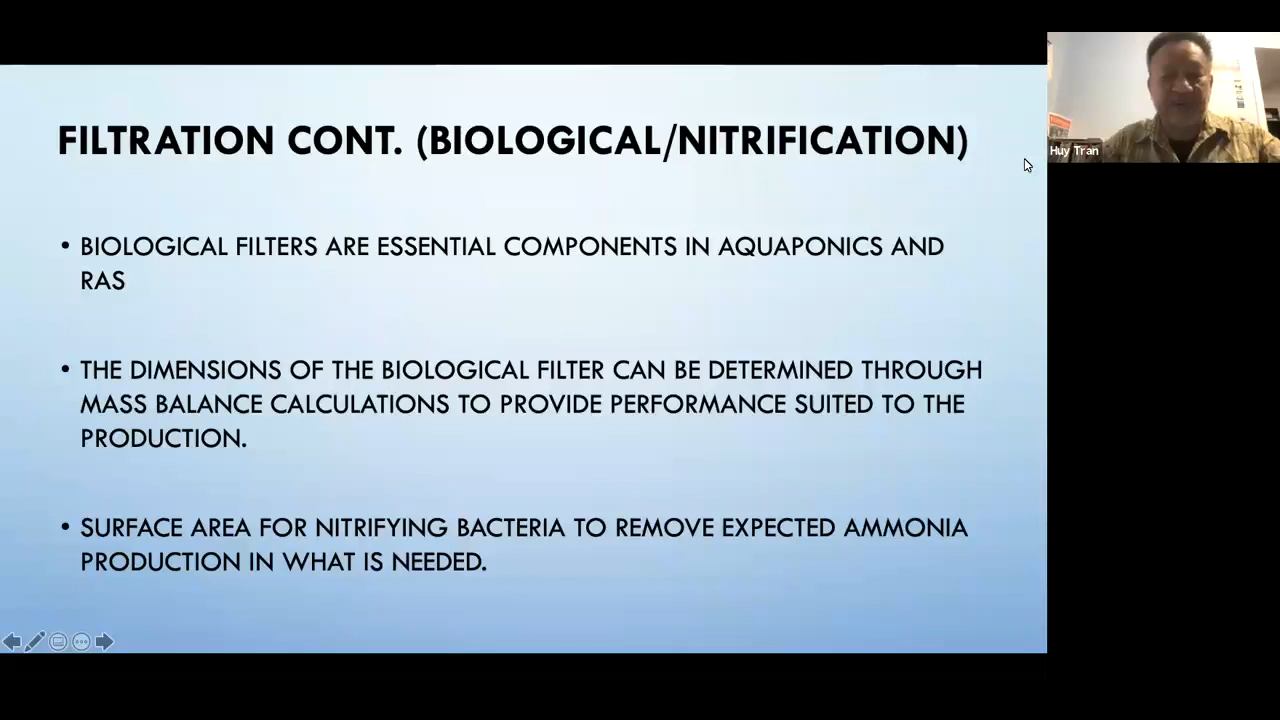 FILTRATION CONT. (BIOLOGICAL/NITRIFICATION)
• BIOLOGICAL FILTERS ARE ESSENTIAL COMPONENTS IN AQUAPONICS AND
RAS
• THE DIMENSIONS OF THE BIOLOGICAL FILTER CAN BE DETERMINED THROUGH
MASS BALANCE CALCULATIONS TO PROVIDE PERFORMANCE SUITED TO THE
PRODUCTION.
• SURFACE AREA FOR NITRIFYING BACTERIA TO REMOVE EXPECTED AMMONIA
PRODUCTION IN WHAT IS NEEDED.
Huy Tran